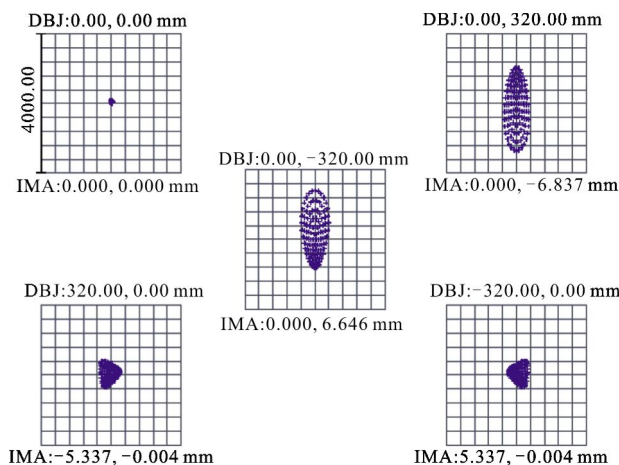 DBJ:0.00, 0.00 mm
4000.00
IMA:0.000, 0.000 mm
DBJ:0.00, 320.00 mm
IMA:0.000, −6.837 mm
DBJ:0.00, −320.00 mm
IMA:0.000, 6.646 mm
DBJ:320.00, 0.00 mm
IMA:−5.337, −0.004 mm
DBJ:−320.00, 0.00 mm
IMA:5.337, −0.004 mm